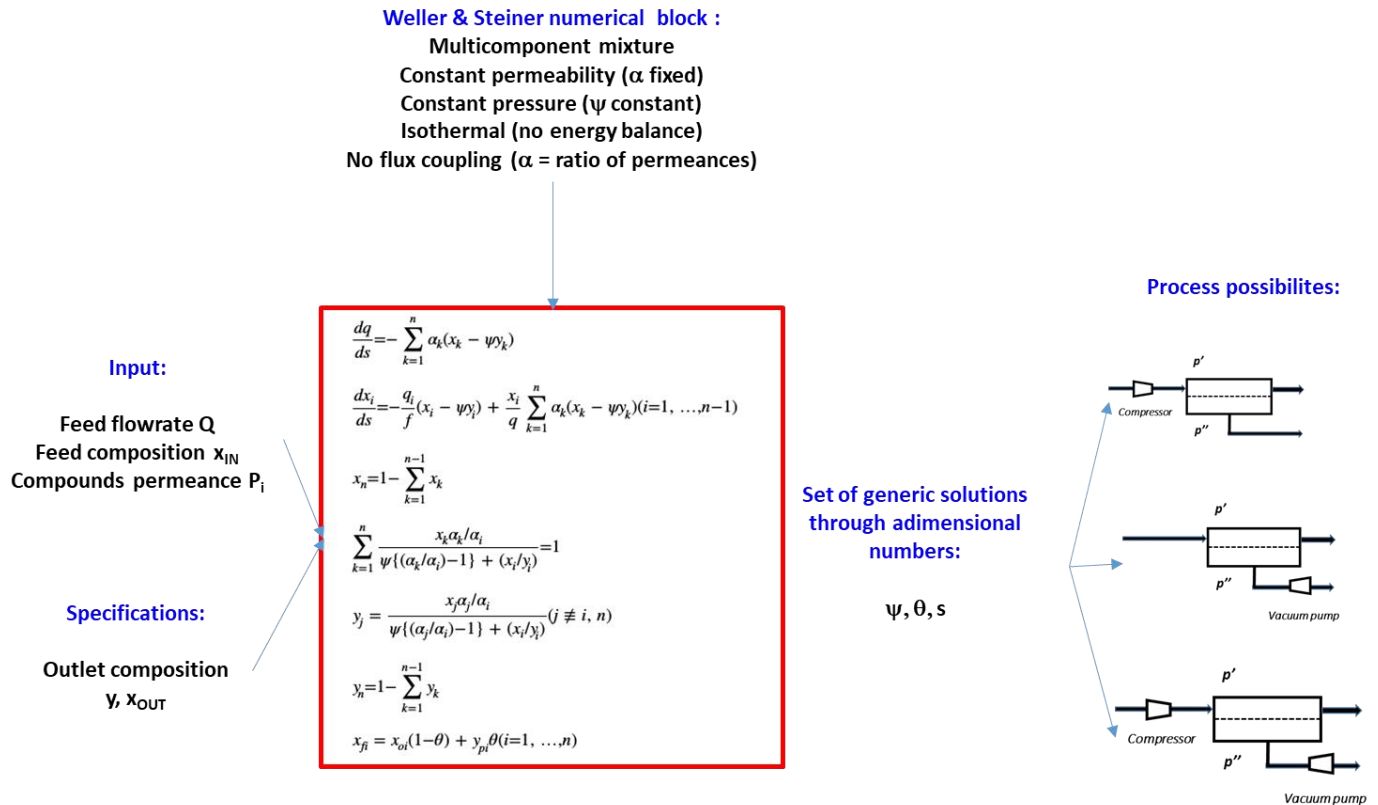 Weller & Steiner numerical block :
Multicomponent mixture
Constant permeability (α fixed)
Constant pressure (ψ constant)
Isothermal (no energy balance)
No flux coupling (α = ratio of permeances)
Input:
Feed flowrate Q
Feed composition x_IN
Compounds permeance P_i
Specifications:
Outlet composition
y, x_OUT
dq/ds=-∑_{k=1}^{n} α_k(x_k - ψy_k)
dx_i/ds=-q_i/f(x_i - ψy_i) + x_i/q ∑_{k=1}^{n} α_k(x_k - ψy_k)(i=1, ...,n-1)
x_n=1-∑_{k=1}^{n-1} x_k
∑_{k=1}^{n} x_kα_k/α_i / (ψ{(α_k/α_i)-1} + (x_i/y_i))=1
y_j = x_jα_j/α_i / (ψ{(α_j/α_i)-1} + (x_i/y_i))(j ≢ i, n)
y_n=1-∑_{k=1}^{n-1} y_k
x_fi = x_oi(1-θ) + y_piθ(i=1, ...,n)
Set of generic solutions
through adimensional
numbers:
ψ, θ, s
Process possibilites:
p'
Compressor
p''
p'
p''
Vacuum pump
p'
Compressor
p''
Vacuum pump